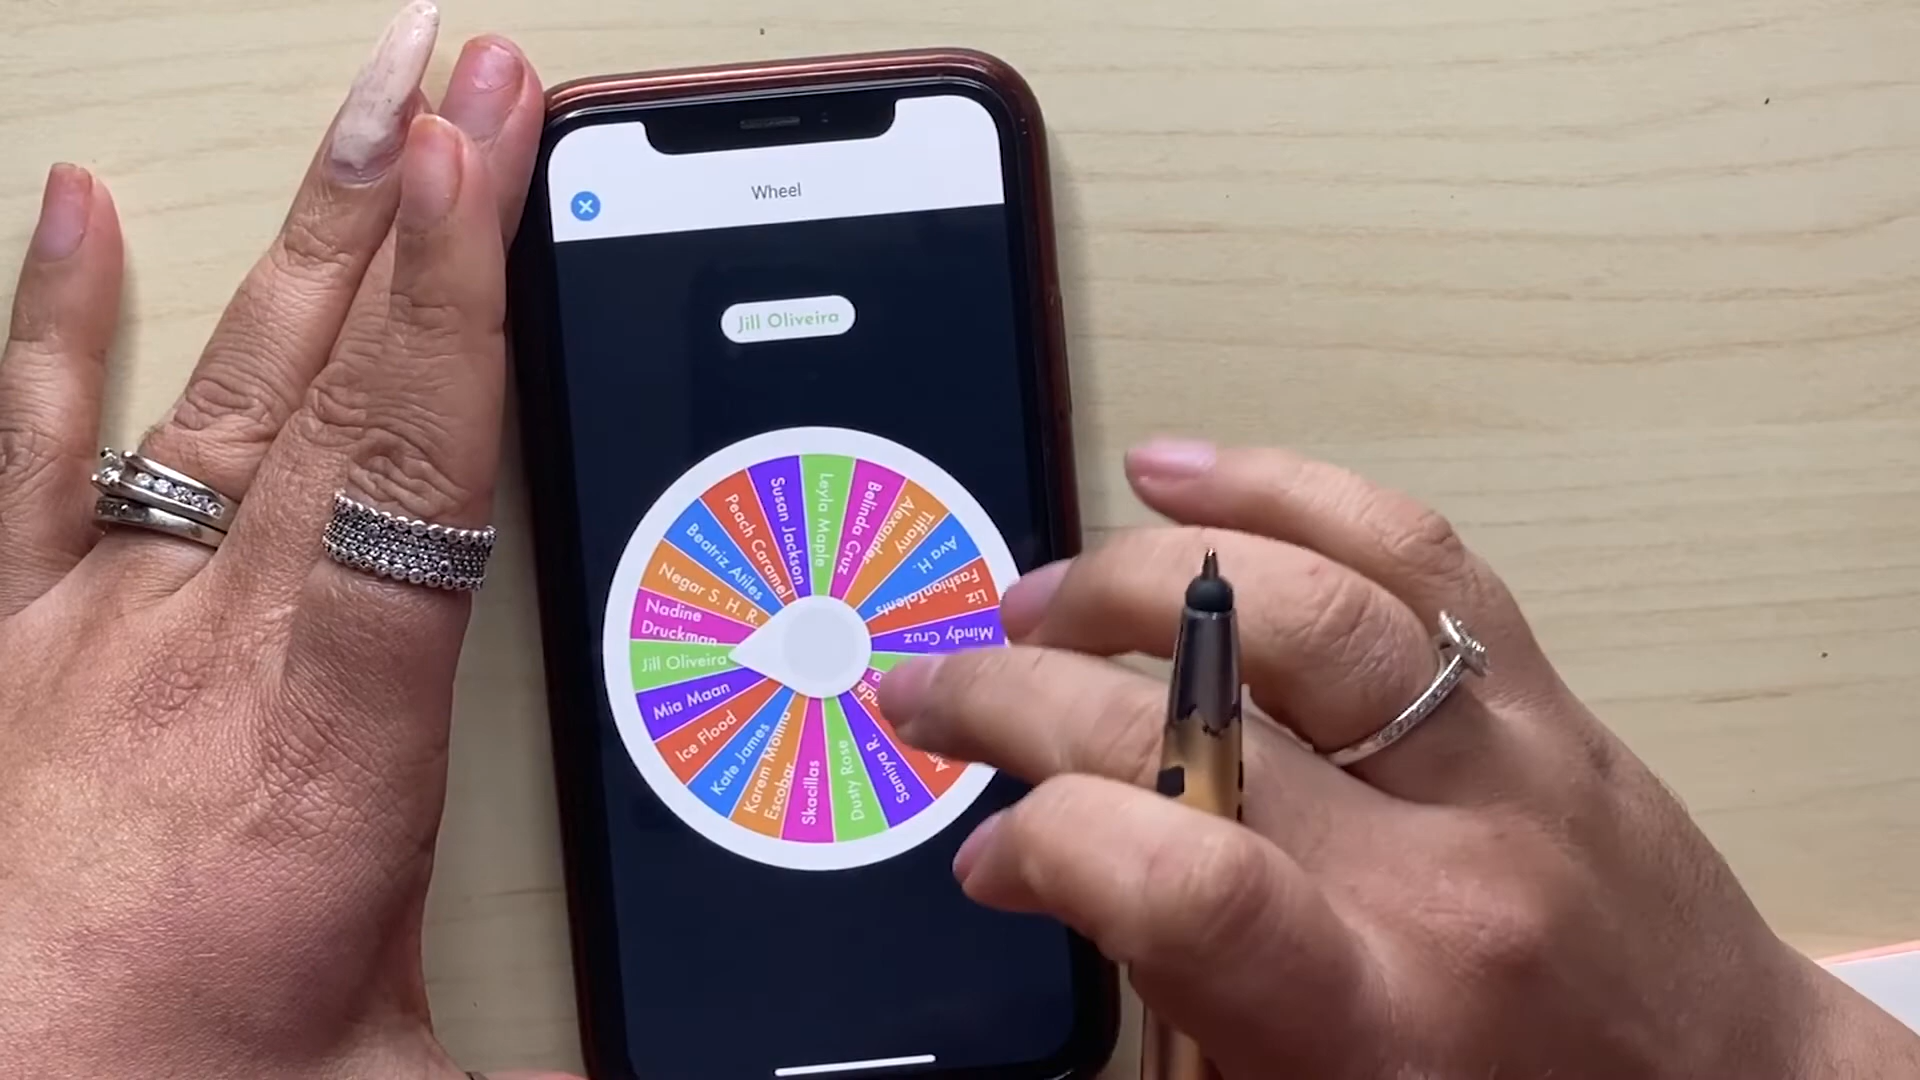 Wheel
Jill Oliveira
Leyla Maple
Belinda Cruz
Tiffany
Alexander
Ava H.
Liz
FashionTalents
Mindy Cruz
Samiya R.
Dusty Rose
Skacillas
Karem Molina
Escobar
Kate James
Ice Flood
Mia Maan
Jill Oliveira
Nadine
Druckman
Negar S. H. R.
Beatriz Atiles
Peach Caramel
Susan Jackson